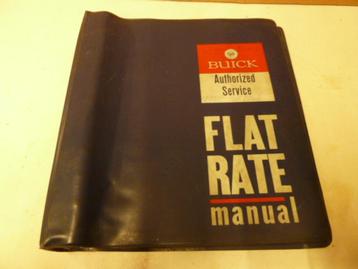 BUICK
Authorized
Service
FLAT
RATE
manual